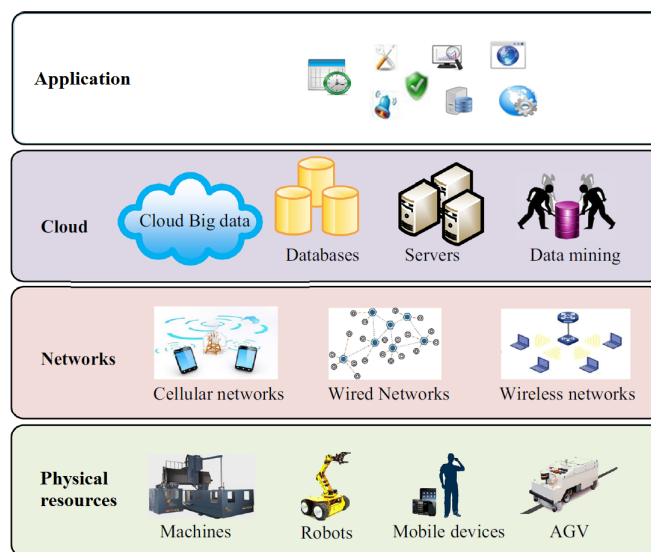 Application
Cloud
Cloud Big data
Databases
Servers
Data mining
Networks
Cellular networks
Wired Networks
Wireless networks
Physical
resources
Machines
Robots
Mobile devices
AGV